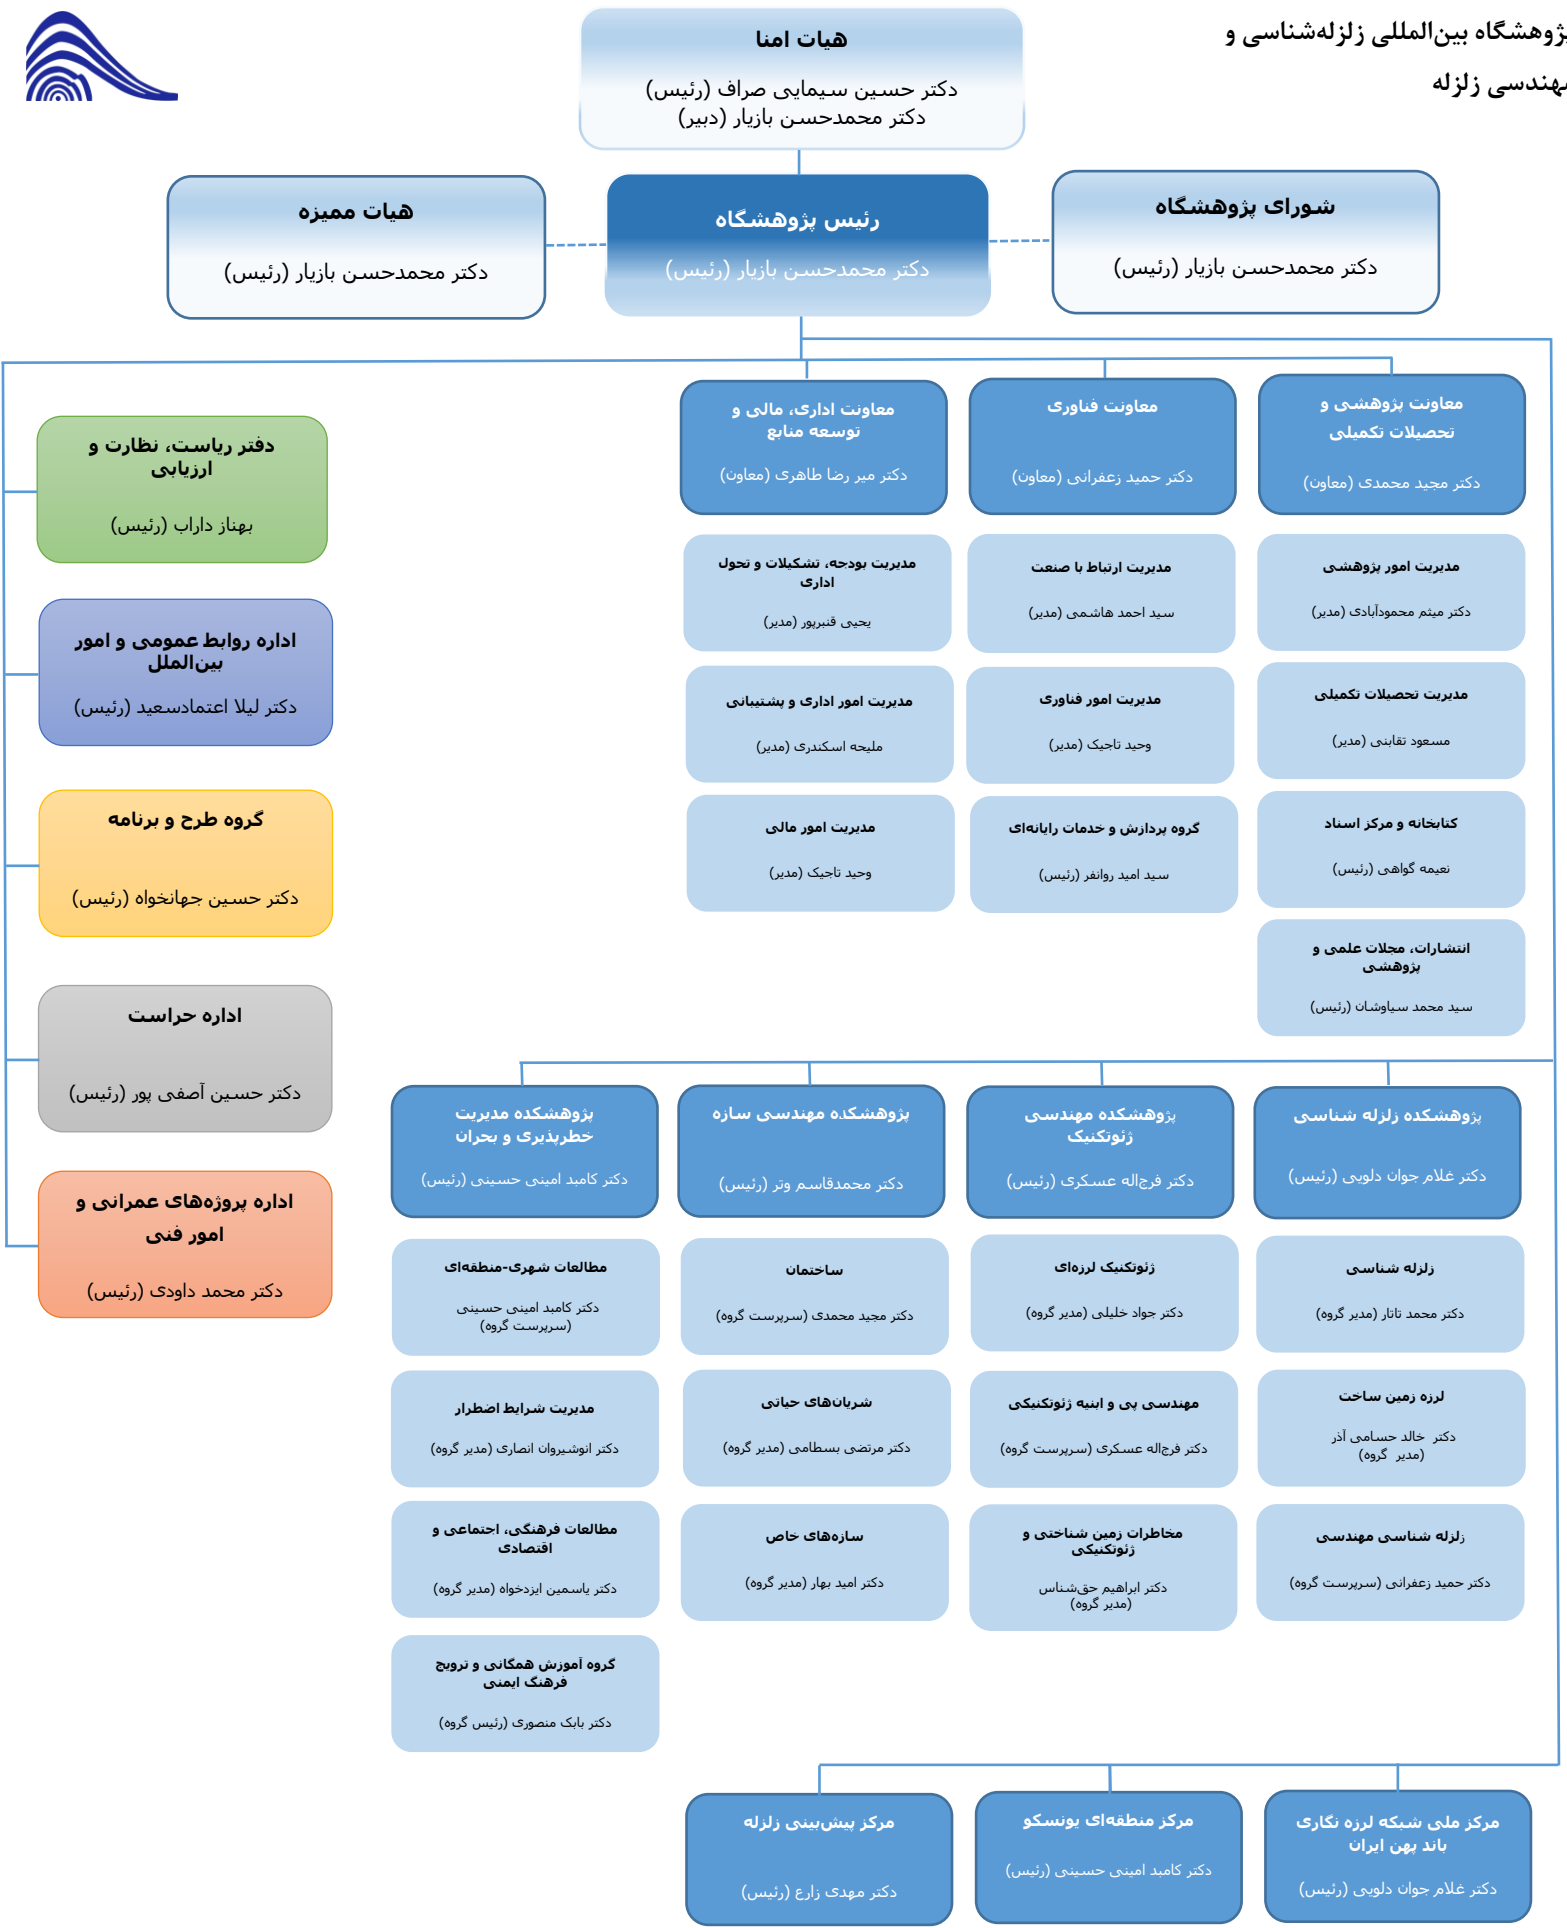 پژوهشگاه بین‌المللی زلزله‌شناسی و
مهندسی زلزله
هیات امنا
دکتر حسین سیمایی صراف (رئیس)
دکتر محمدحسن بازیار (دبیر)
شورای پژوهشگاه
دکتر محمدحسن بازیار (رئیس)
رئیس پژوهشگاه
دکتر محمدحسن بازیار (رئیس)
هیات ممیزه
دکتر محمدحسن بازیار (رئیس)
معاونت پژوهشی و
تحصیلات تکمیلی
دکتر مجید محمدی (معاون)
مدیریت امور پژوهشی
دکتر میثم محمودآبادی (مدیر)
مدیریت تحصیلات تکمیلی
مسعود ثقابنی (مدیر)
کتابخانه و مرکز اسناد
نعیمه گواهی (رئیس)
انتشارات، مجلات علمی و
پژوهشی
سید محمد سیاوشان (رئیس)
معاونت فناوری
دکتر حمید زعفرانی (معاون)
مدیریت ارتباط با صنعت
سید احمد هاشمی (مدیر)
مدیریت امور فناوری
وحید تاجیک (مدیر)
گروه پردازش و خدمات رایانه‌ای
سید امید روانفر (رئیس)
معاونت اداری، مالی و
توسعه منابع
دکتر میر رضا طاهری (معاون)
مدیریت بودجه، تشکیلات و تحول
اداری
یحیی قنبرپور (مدیر)
مدیریت امور اداری و پشتیبانی
ملیحه اسکندری (مدیر)
مدیریت امور مالی
وحید تاجیک (مدیر)
دفتر ریاست، نظارت و
ارزیابی
بهناز داراب (رئیس)
اداره روابط عمومی و امور
بین‌الملل
دکتر لیلا اعتمادسعید (رئیس)
گروه طرح و برنامه
دکتر حسین جهانخواه (رئیس)
اداره حراست
دکتر حسین آصفی پور (رئیس)
اداره پروژه‌های عمرانی و
امور فنی
دکتر محمد داودی (رئیس)
پژوهشکده زلزله شناسی
دکتر غلام جوان دلویی (رئیس)
زلزله شناسی
دکتر محمد تاتار (مدیر گروه)
لرزه زمین ساخت
دکتر خالد حسامی آذر
(مدیر گروه)
زلزله شناسی مهندسی
دکتر حمید زعفرانی (سرپرست گروه)
پژوهشکده مهندسی
ژئوتکنیک
دکتر فرج‌اله عسکری (رئیس)
ژئوتکنیک لرزه‌ای
دکتر جواد خلیلی (مدیر گروه)
مهندسی پی و ابنیه ژئوتکنیکی
دکتر فرج‌اله عسکری (سرپرست گروه)
مخاطرات زمین شناختی و
ژئوتکنیکی
دکتر ابراهیم حق‌شناس
(مدیر گروه)
پژوهشکده مهندسی سازه
دکتر محمدقاسم وتر (رئیس)
ساختمان
دکتر مجید محمدی (سرپرست گروه)
شریان‌های حیاتی
دکتر مرتضی بسطامی (مدیر گروه)
سازه‌های خاص
دکتر امید بهار (مدیر گروه)
پژوهشکده مدیریت
خطرپذیری و بحران
دکتر کامبد امینی حسینی (رئیس)
مطالعات شهری-منطقه‌ای
دکتر کامبد امینی حسینی
(سرپرست گروه)
مدیریت شرایط اضطرار
دکتر انوشیروان انصاری (مدیر گروه)
مطالعات فرهنگی، اجتماعی و
اقتصادی
دکتر یاسمین ایزدخواه (مدیر گروه)
گروه آموزش همگانی و ترویج
فرهنگ ایمنی
دکتر بابک منصوری (رئیس گروه)
مرکز ملی شبکه لرزه نگاری
باند پهن ایران
دکتر غلام جوان دلویی (رئیس)
مرکز منطقه‌ای یونسکو
دکتر کامبد امینی حسینی (رئیس)
مرکز پیش‌بینی زلزله
دکتر مهدی زارع (رئیس)